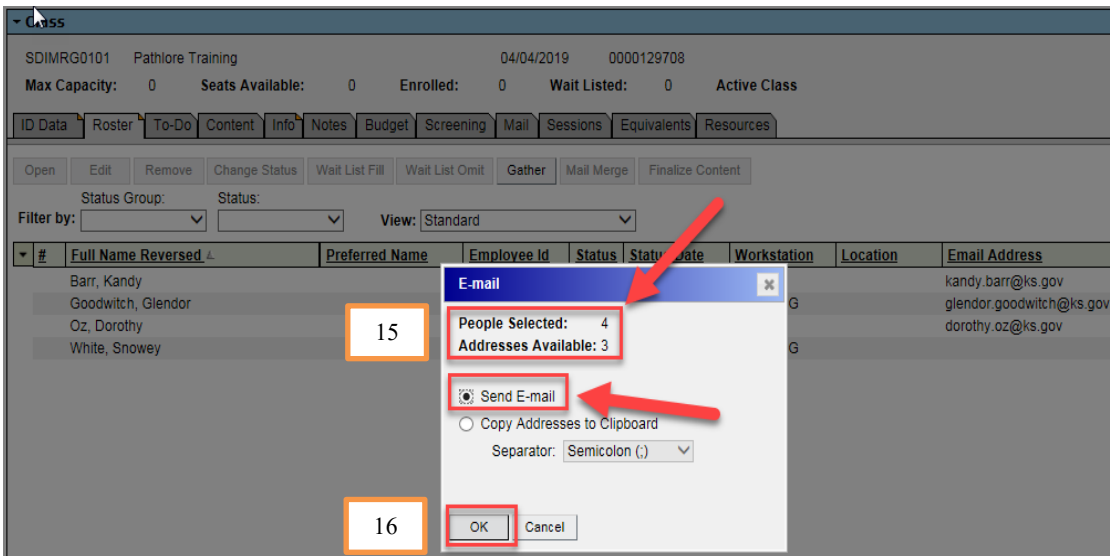 Class
SDIMRG0101 Pathlore Training 04/04/2019 0000129708
Max Capacity: 0 Seats Available: 0 Enrolled: 0 Wait Listed: 0 Active Class
ID Data Roster To-Do Content Info Notes Budget Screening Mail Sessions Equivalents Resources
Open Edit Remove Change Status Wait List Fill Wait List Omit Gather Mail Merge Finalize Content
Status Group: Status:
Filter by: View: Standard
# Full Name Reversed Preferred Name Employee Id Status Status Date Workstation Location Email Address
Barr, Kandy kandy.barr@ks.gov
Goodwitch, Glendor G glendor.goodwitch@ks.gov
Oz, Dorothy dorothy.oz@ks.gov
White, Snowey G
E-mail
15
People Selected: 4
Addresses Available: 3
Send E-mail
Copy Addresses to Clipboard
Separator: Semicolon (;)
16
OK Cancel